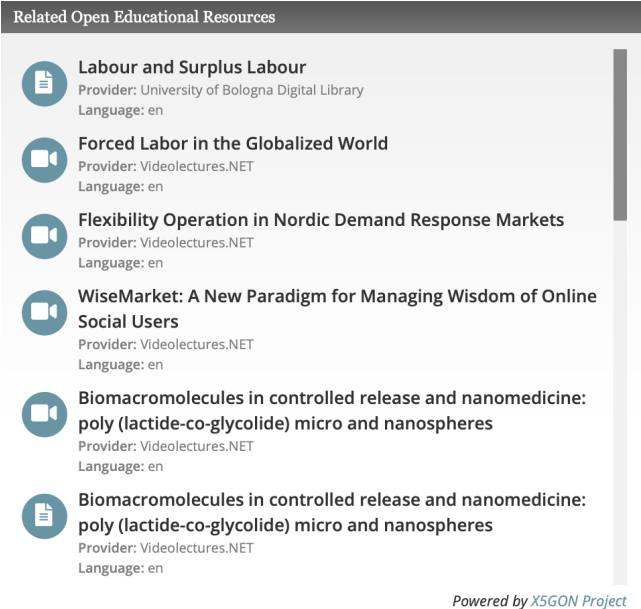 Related Open Educational Resources
Labour and Surplus Labour
Provider: University of Bologna Digital Library
Language: en
Forced Labor in the Globalized World
Provider: Videolectures.NET
Language: en
Flexibility Operation in Nordic Demand Response Markets
Provider: Videolectures.NET
Language: en
WiseMarket: A New Paradigm for Managing Wisdom of Online
Social Users
Provider: Videolectures.NET
Language: en
Biomacromolecules in controlled release and nanomedicine:
poly (lactide-co-glycolide) micro and nanospheres
Provider: Videolectures.NET
Language: en
Biomacromolecules in controlled release and nanomedicine:
poly (lactide-co-glycolide) micro and nanospheres
Provider: Videolectures.NET
Language: en
Powered by X5GON Project